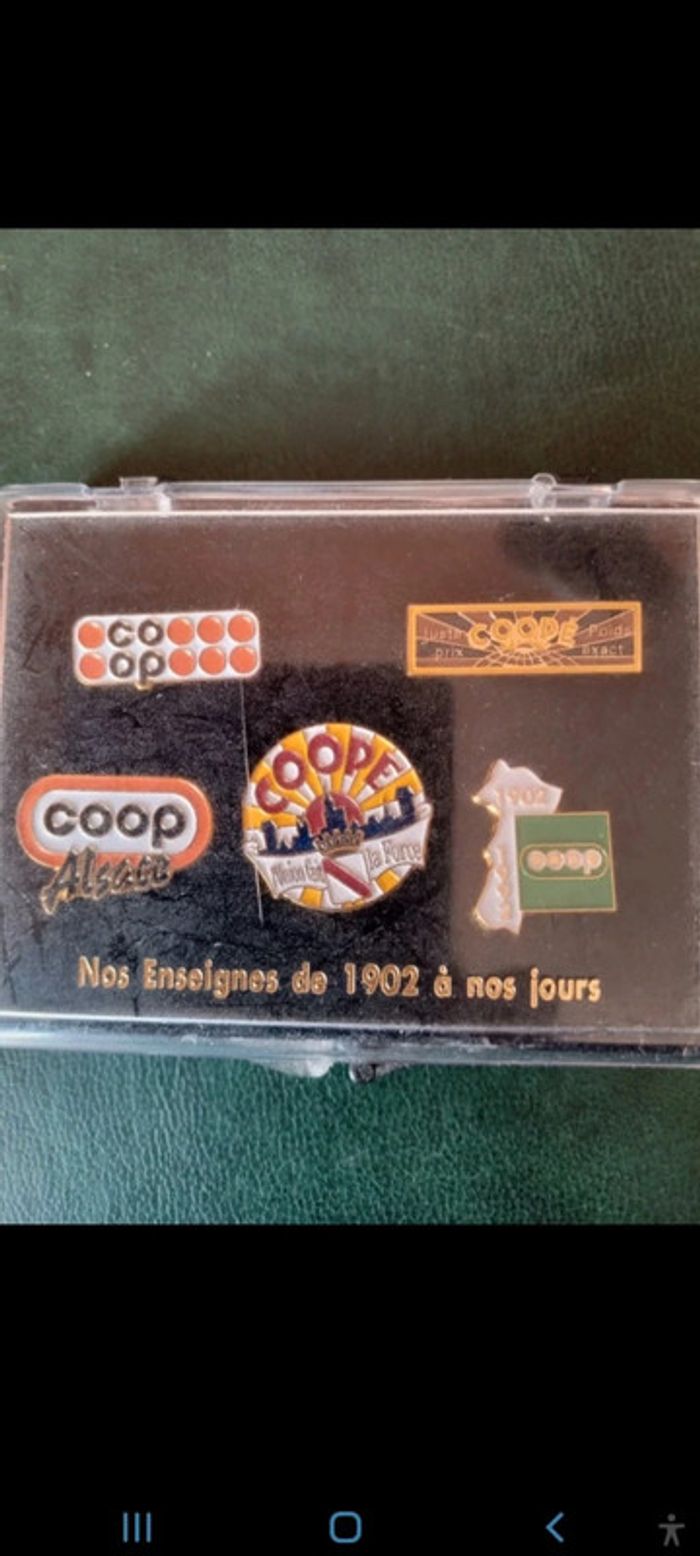 co
op
Juste COOPÉ Poids
prix exact
coop
Alsace
COOPÉ
l'Union fait la Force
1902
coop
Nos Enseignes de 1902 à nos jours